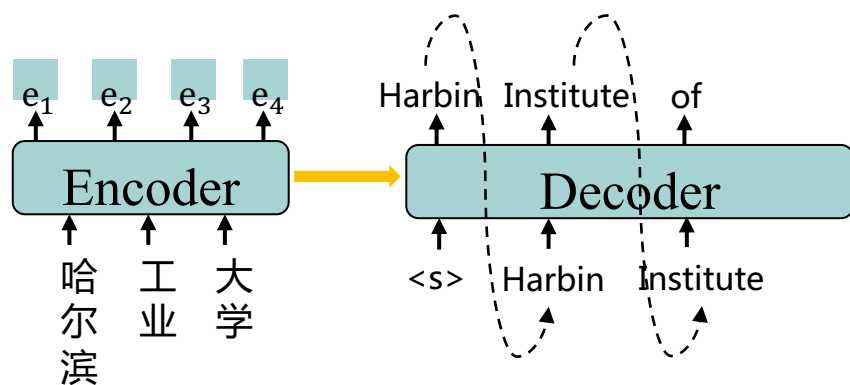 e₁ e₂ e₃ e₄
Encoder
哈尔滨 工业 大学
Harbin Institute of
Decoder
<s> Harbin Institute